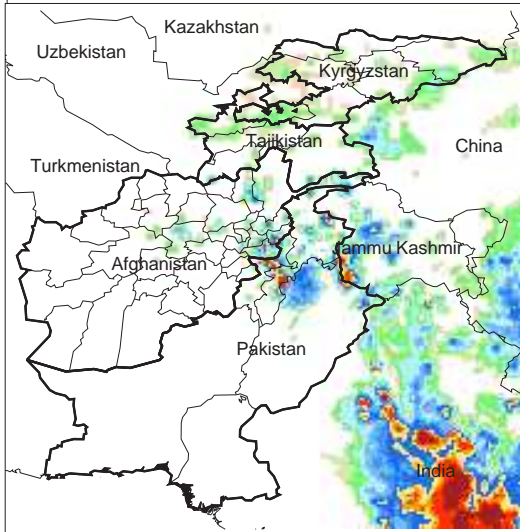 Kazakhstan
Uzbekistan
Kyrgyzstan
Tajikistan
China
Turkmenistan
Jammu Kashmir
Afghanistan
Pakistan
India